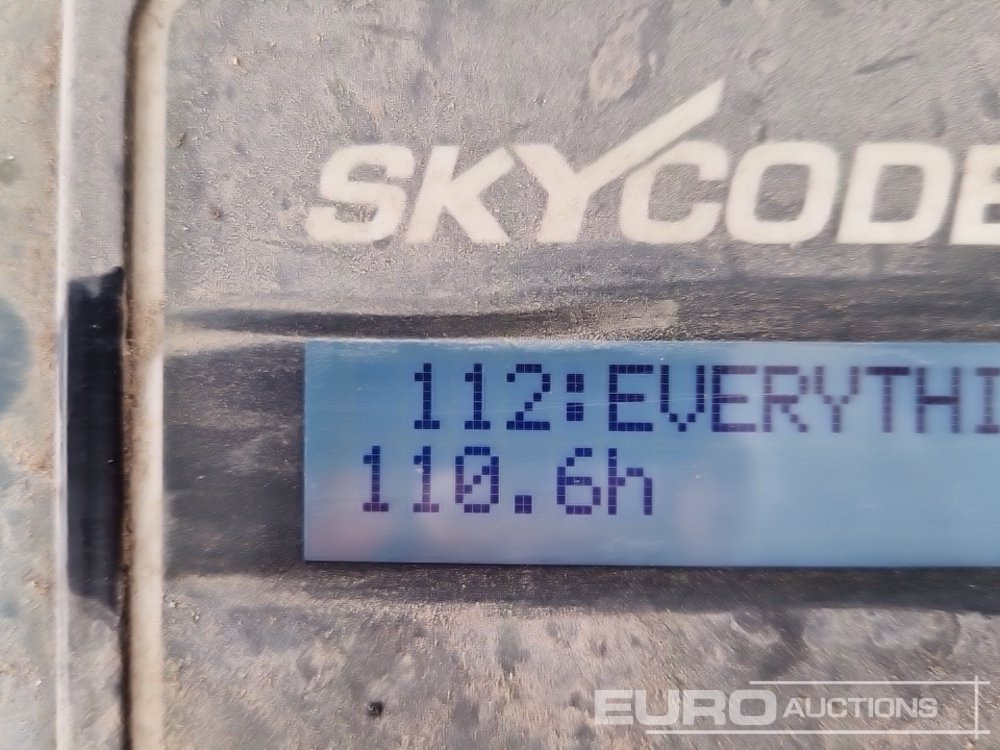 SKYCODE
112:EVERYTHI
110.6h
EURO AUCTIONS